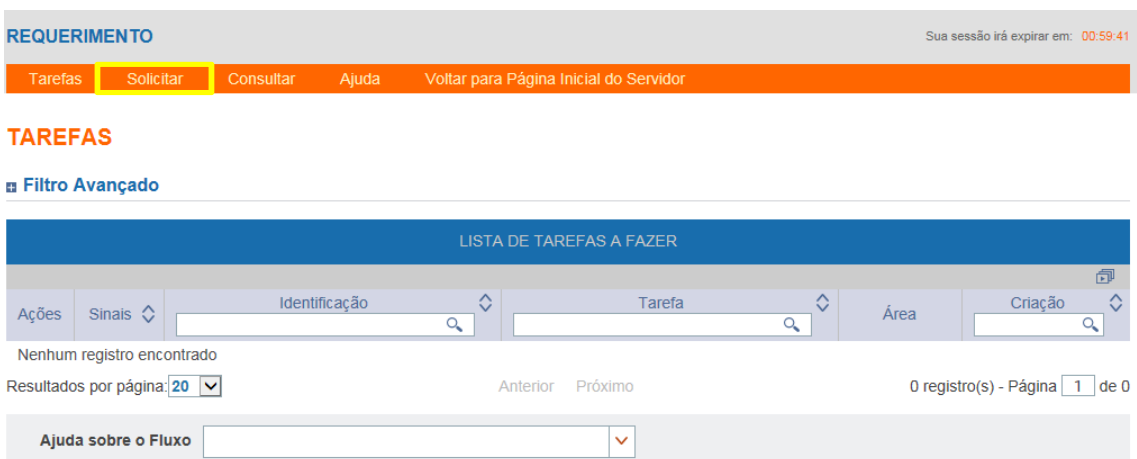 REQUERIMENTO
Sua sessão irá expirar em: 00:59:41
Tarefas Solicitar Consultar Ajuda Voltar para Página Inicial do Servidor
TAREFAS
Filtro Avançado
LISTA DE TAREFAS A FAZER
Ações Sinais Identificação Tarefa Área Criação
Nenhum registro encontrado
Resultados por página: 20 Anterior Próximo 0 registro(s) - Página 1 de 0
Ajuda sobre o Fluxo